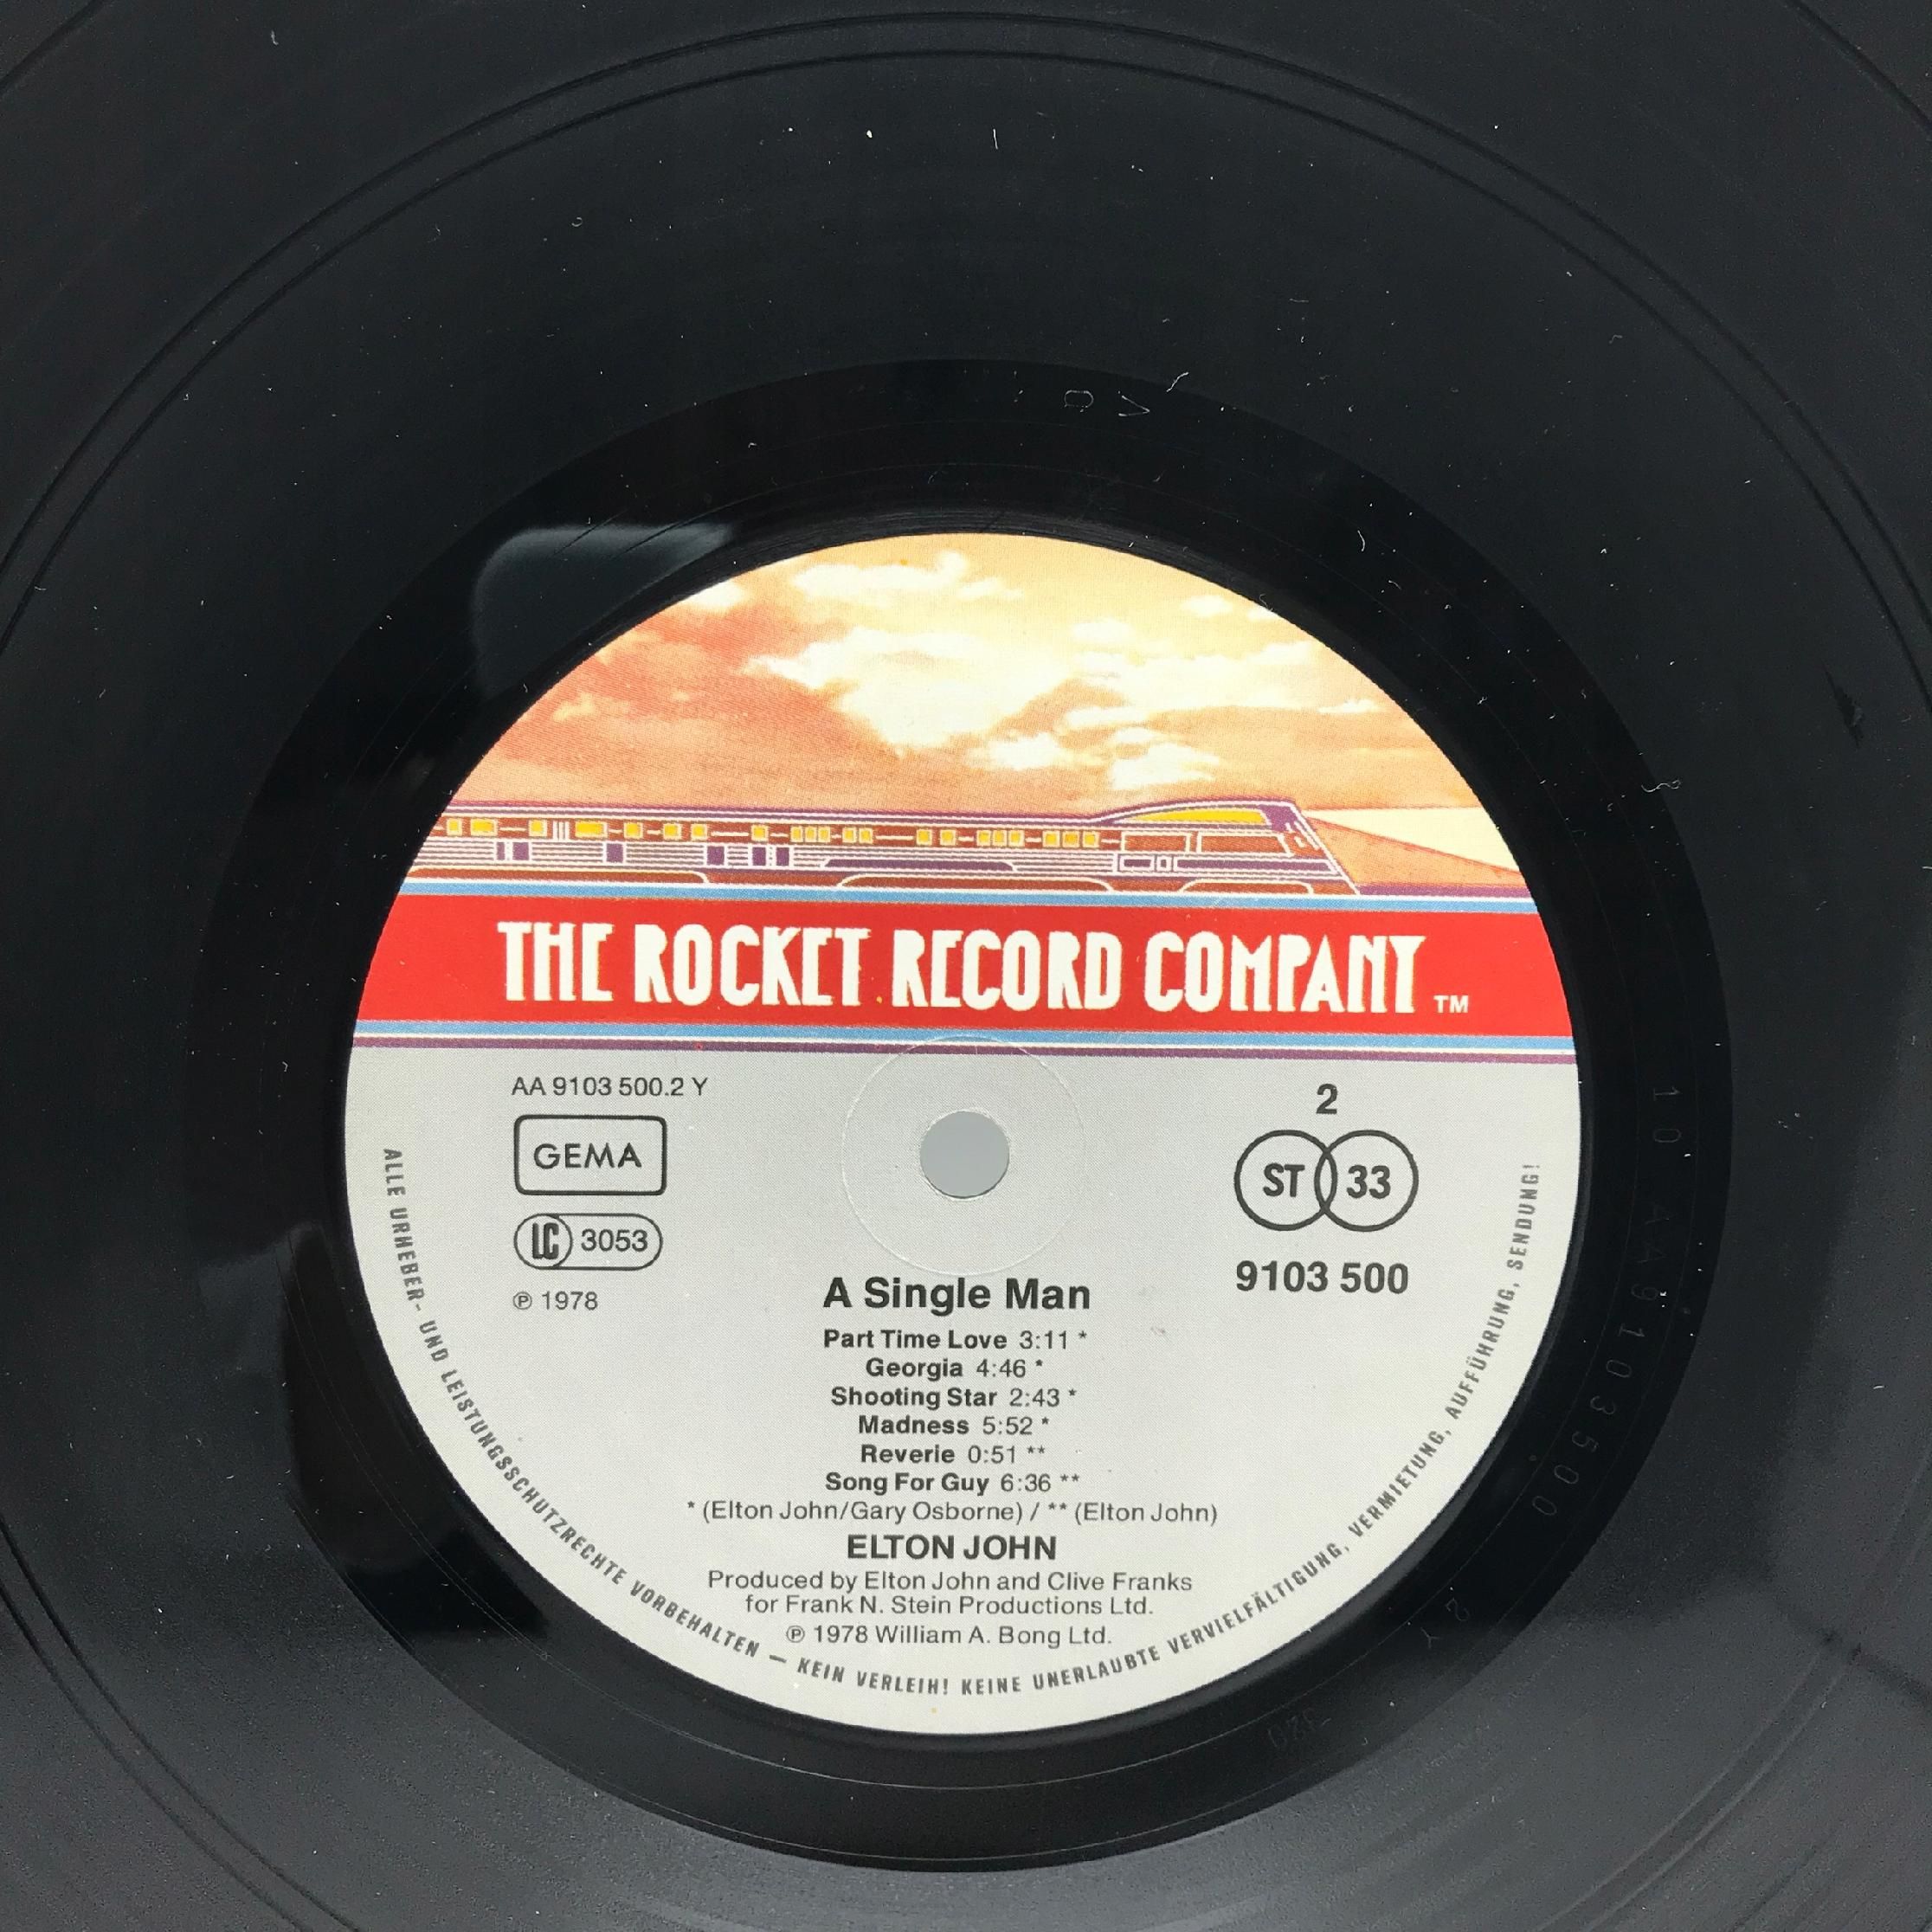 THE ROCKET RECORD COMPANY TM
AA 9103 500.2 Y
GEMA
LC 3053
℗ 1978
2
ST 33
9103 500
A Single Man
Part Time Love 3:11 *
Georgia 4:46 *
Shooting Star 2:43 *
Madness 5:52 *
Reverie 0:51 **
Song For Guy 6:36 **
* (Elton John/Gary Osborne) / ** (Elton John)
ELTON JOHN
Produced by Elton John and Clive Franks
for Frank N. Stein Productions Ltd.
℗ 1978 William A. Bong Ltd.
ALLE URHEBER- UND LEISTUNGSSCHUTZRECHTE VORBEHALTEN – KEIN VERLEIH! KEINE UNERLAUBTE VERVIELFÄLTIGUNG, VERMIETUNG, AUFFÜHRUNG, SENDUNG!
10 AA9103500 2Y
320